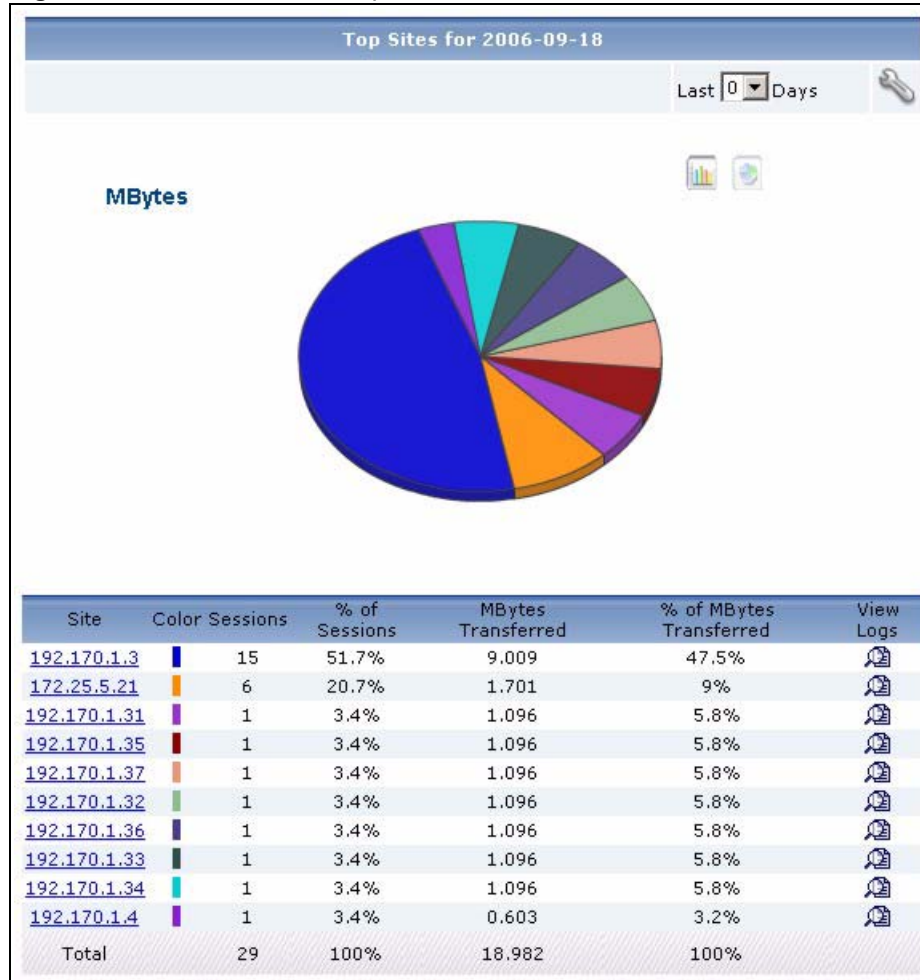 Top Sites for 2006-09-18
Last 0 Days
MBytes
Site Color Sessions % of Sessions MBytes Transferred % of MBytes Transferred View Logs
192.170.1.3 15 51.7% 9.009 47.5%
172.25.5.21 6 20.7% 1.701 9%
192.170.1.31 1 3.4% 1.096 5.8%
192.170.1.35 1 3.4% 1.096 5.8%
192.170.1.37 1 3.4% 1.096 5.8%
192.170.1.32 1 3.4% 1.096 5.8%
192.170.1.36 1 3.4% 1.096 5.8%
192.170.1.33 1 3.4% 1.096 5.8%
192.170.1.34 1 3.4% 1.096 5.8%
192.170.1.4 1 3.4% 0.603 3.2%
Total 29 100% 18.982 100%